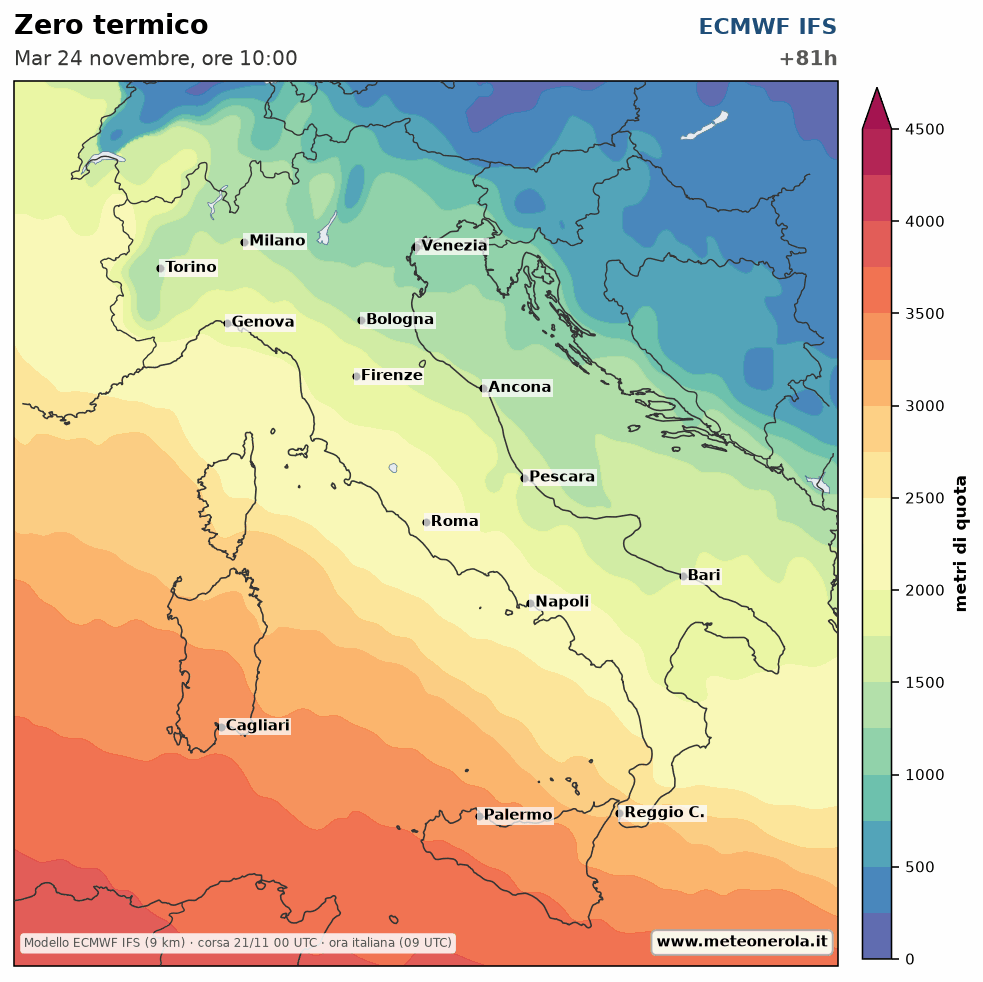 Zero termico
ECMWF IFS
Mar 24 novembre, ore 10:00
+81h
Milano
Venezia
Torino
Genova
Bologna
Firenze
Ancona
Pescara
Roma
Bari
Napoli
Cagliari
Palermo
Reggio C.
4500
4000
3500
3000
2500
2000
1500
1000
500
0
metri di quota
Modello ECMWF IFS (9 km) · corsa 21/11 00 UTC · ora italiana (09 UTC)
www.meteonerola.it